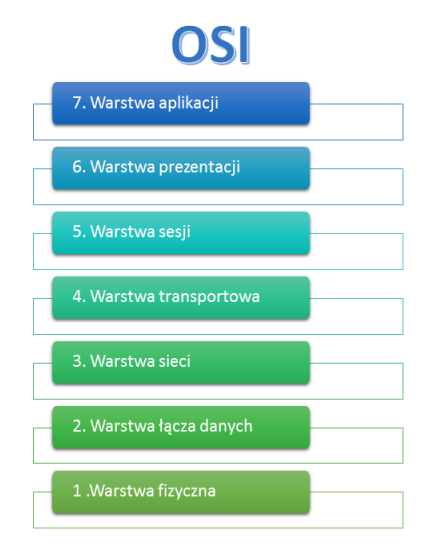 OSI
7. Warstwa aplikacji
6. Warstwa prezentacji
5. Warstwa sesji
4. Warstwa transportowa
3. Warstwa sieci
2. Warstwa łącza danych
1 .Warstwa fizyczna